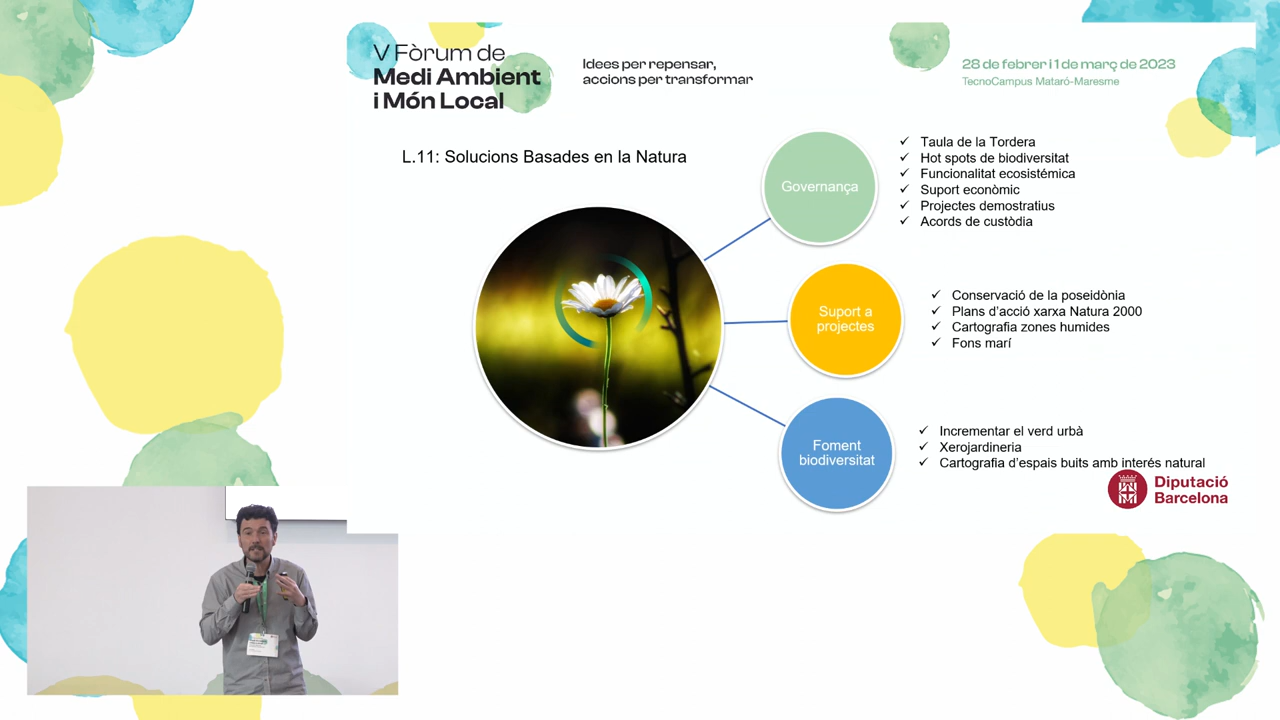 V Fòrum de
Medi Ambient
i Món Local
Idees per repensar,
accions per transformar
28 de febrer i 1 de març de 2023
TecnoCampus Mataró-Maresme
L.11: Solucions Basades en la Natura
Governança
✓ Taula de la Tordera
✓ Hot spots de biodiversitat
✓ Funcionalitat ecosistémica
✓ Suport econòmic
✓ Projectes demostratius
✓ Acords de custòdia
Suport a
projectes
✓ Conservació de la poseidònia
✓ Plans d'acció xarxa Natura 2000
✓ Cartografia zones humides
✓ Fons marí
Foment
biodiversitat
✓ Incrementar el verd urbà
✓ Xerojardineria
✓ Cartografia d'espais buits amb interés natural
Diputació
Barcelona